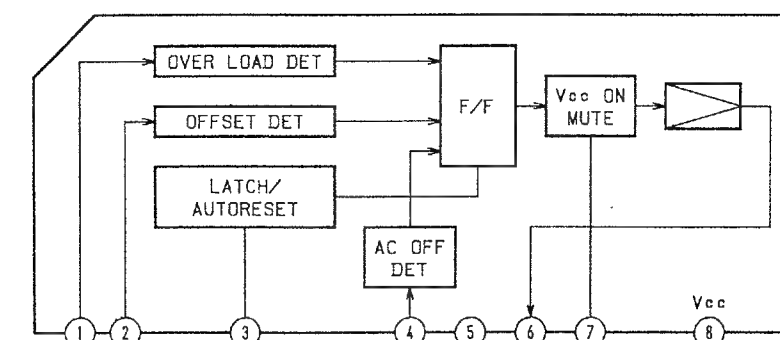 OVER LOAD DET
OFFSET DET
LATCH/
AUTORESET
F/F
Vcc ON
MUTE
AC OFF
DET
Vcc
1 2 3 4 5 6 7 8